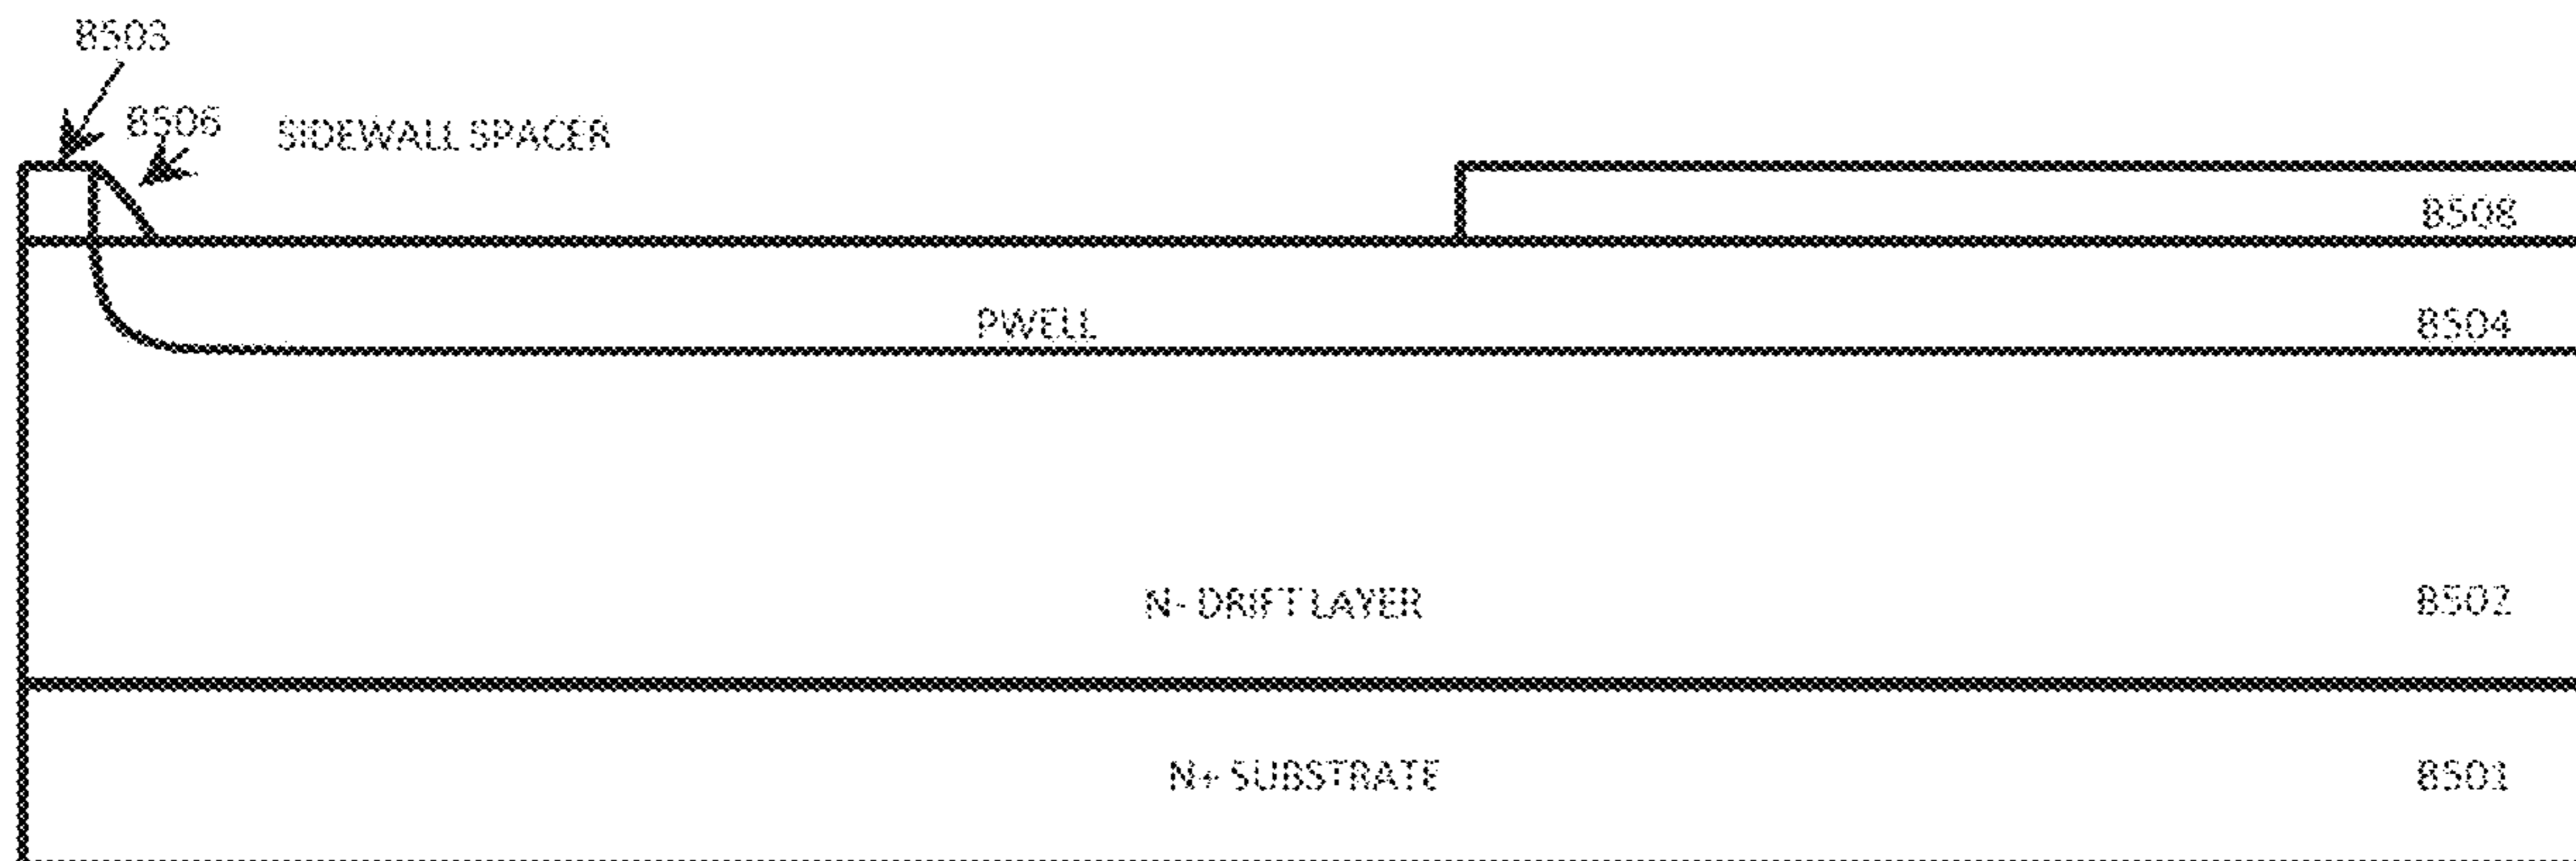 8503
8506 SIDEWALL SPACER
8508
PWELL 8504
N- DRIFT LAYER 8502
N+ SUBSTRATE 8501